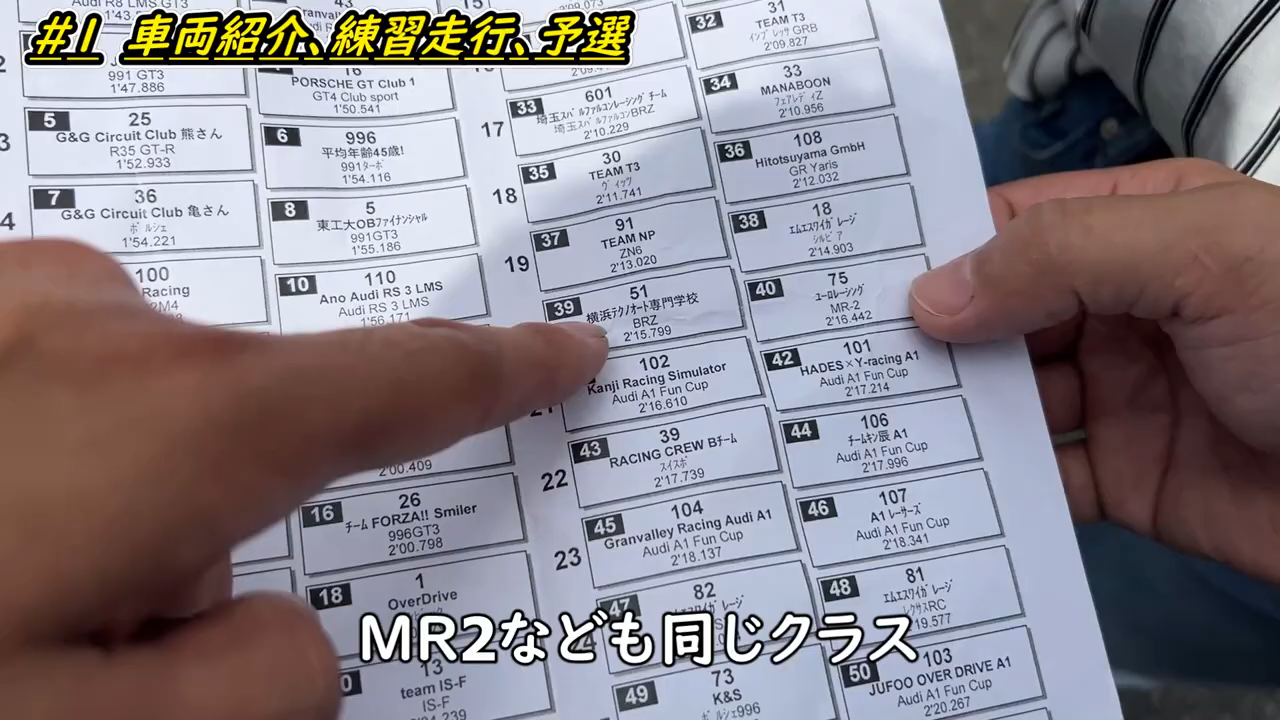 #1 車両紹介、練習走行、予選
991 GT3
1'47.886
5
25
G&G Circuit Club 熊さん
R35 GT-R
1'52.933
7
36
G&G Circuit Club 亀さん
ﾎﾟﾙｼｪ
1'54.221
100
Racing
PORSCHE GT Club 1
GT4 Club sport
1'50.541
6
996
平均年齢45歳!
991ﾀｰﾎﾞ
1'54.116
8
5
東工大OBﾌｧｲﾅﾝｼｬﾙ
991GT3
1'55.186
10
110
Ano Audi RS 3 LMS
Audi RS 3 LMS
1'56.171
2'00.409
16
26
ﾁｰﾑ FORZA!! Smiler
996GT3
2'00.798
18
1
OverDrive
13
team IS-F
IS-F
17
33
601
埼玉ｽﾊﾞﾙﾌｧﾙｺﾝﾚｰｼﾝｸﾞ ﾁｰﾑ
埼玉ｽﾊﾞﾙﾌｧﾙｺﾝBRZ
2'10.229
18
35
30
TEAM T3
ｳﾞｨｯﾂ
2'11.741
19
37
91
TEAM NP
ZN6
2'13.020
39
51
横浜ﾃｸﾉｵｰﾄ専門学校
BRZ
2'15.799
102
Kanji Racing Simulator
Audi A1 Fun Cup
2'16.610
22
43
39
RACING CREW Bﾁｰﾑ
ｽｲｽﾎﾟ
2'17.739
23
45
104
Granvalley Racing Audi A1
Audi A1 Fun Cup
2'18.137
47
82
ｴﾑｴｽﾜｲｶﾞﾚｰｼﾞ
49
73
K&S
ﾎﾟﾙｼｪ996
32
31
TEAM T3
ｲﾝﾌﾟﾚｯｻ GRB
2'09.827
34
33
MANABOON
ﾌｪｱﾚﾃﾞｨZ
2'10.956
36
108
Hitotsuyama GmbH
GR Yaris
2'12.032
38
18
ｴﾑｴｽﾜｲｶﾞﾚｰｼﾞ
ｼﾙﾋﾞｱ
2'14.903
40
75
ﾕｰﾛﾚｰｼﾝｸﾞ
MR-2
2'16.442
42
101
HADES×Y-racing A1
Audi A1 Fun Cup
2'17.214
44
106
ﾁｰﾑｷﾝ辰 A1
Audi A1 Fun Cup
2'17.996
46
107
A1 ﾚｰｻｰｽﾞ
Audi A1 Fun Cup
2'18.341
48
81
ｴﾑｴｽﾜｲｶﾞﾚｰｼﾞ
ﾚｸｻｽRC
50
103
JUFOO OVER DRIVE A1
Audi A1 Fun Cup
2'20.267
MR2なども同じクラス